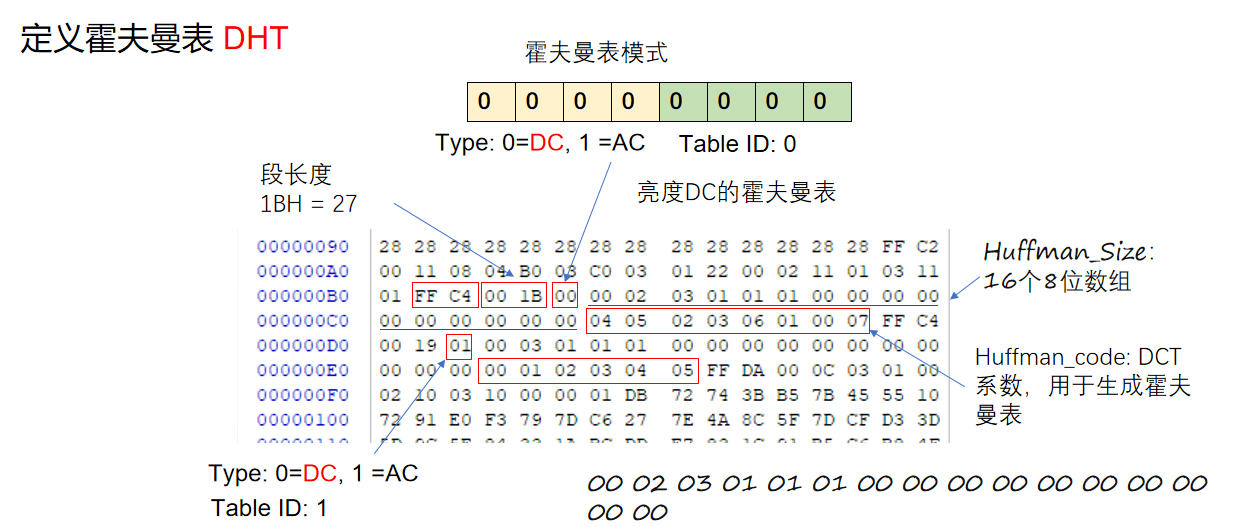 定义霍夫曼表 DHT
霍夫曼表模式
0 0 0 0 0 0 0 0
Type: 0=DC, 1 =AC Table ID: 0
段长度
1BH = 27
亮度DC的霍夫曼表
00000090 28 28 28 28 28 28 28 28 28 28 28 28 28 28 FF C2
000000A0 00 11 08 04 B0 03 C0 03 01 22 00 02 11 01 03 11
000000B0 01 FF C4 00 1B 00 00 02 03 01 01 01 00 00 00 00
000000C0 00 00 00 00 00 00 04 05 02 03 06 01 00 07 FF C4
000000D0 00 19 01 00 03 01 01 01 00 00 00 00 00 00 00 00
000000E0 00 00 00 00 01 02 03 04 05 FF DA 00 0C 03 01 00
000000F0 02 10 03 10 00 00 01 DB 72 74 3B B5 7B 45 55 10
00000100 72 91 E0 F3 79 7D C6 27 7E 4A 8C 5F 7D CF D3 3D
Huffman_Size：
16个8位数组
Huffman_code: DCT
系数，用于生成霍夫
曼表
Type: 0=DC, 1 =AC
Table ID: 1
00 02 03 01 01 01 00 00 00 00 00 00 00 00
00 00